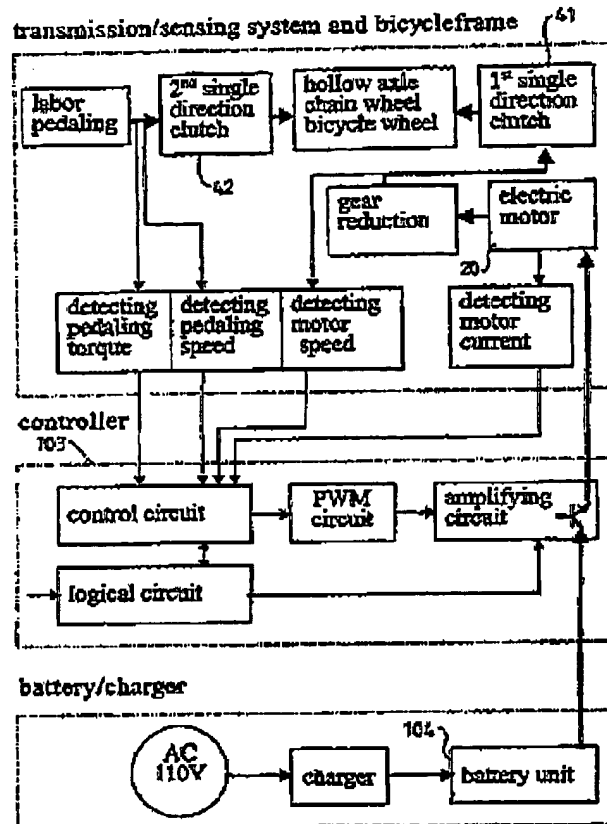 transmission/sensing system and bicycleframe
41
labor
pedaling
2nd single
direction
clutch
hollow axle
chain wheel
bicycle wheel
1st single
direction
clutch
42
gear
reduction
electric
motor
20
detecting
pedaling
torque
detecting
pedaling
speed
detecting
motor
speed
detecting
motor
current
controller
103
control circuit
PWM
circuit
amplifying
circuit
logical circuit
battery/charger
104
AC
110V
charger
battery unit